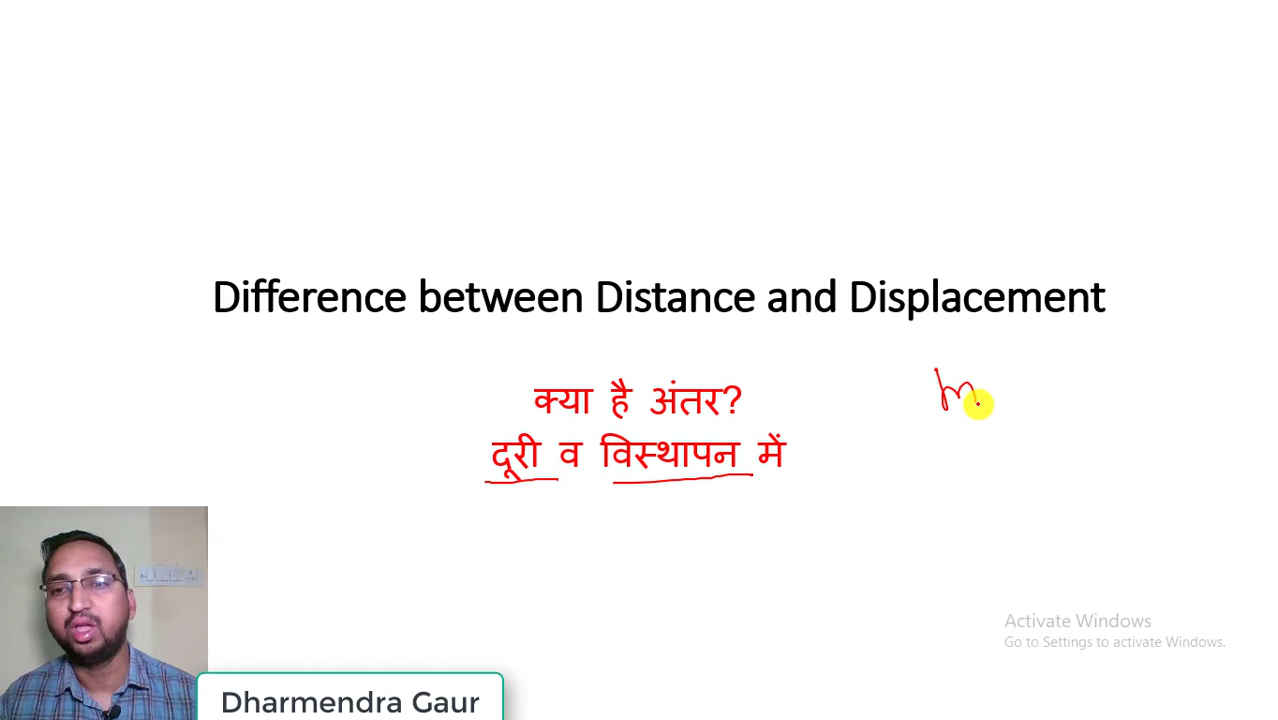 Difference between Distance and Displacement
क्या है अंतर?
दूरी व विस्थापन में
m
Activate Windows
Go to Settings to activate Windows.
Dharmendra Gaur